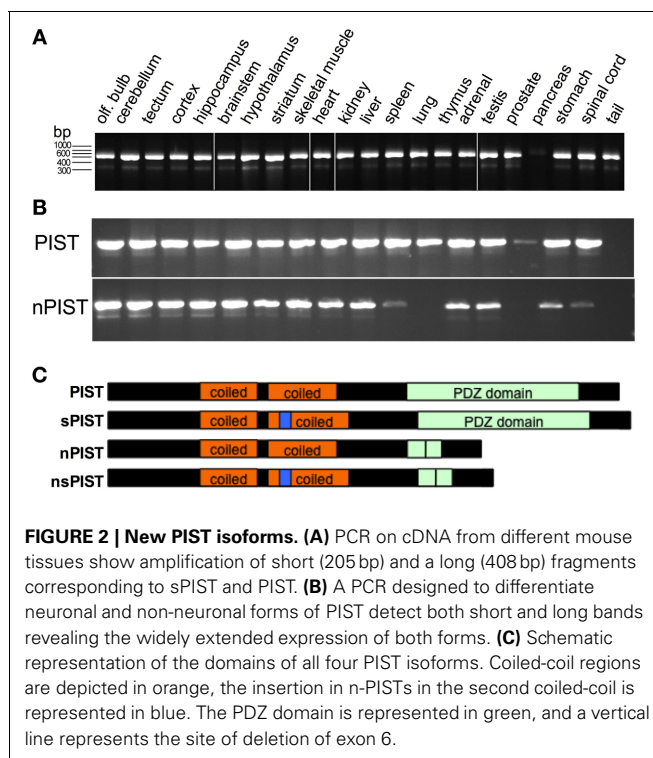 A
olf. bulb
cerebellum
tectum
cortex
hippocampus
brainstem
hypothalamus
striatum
skeletal muscle
heart
kidney
liver
spleen
lung
thymus
adrenal
testis
prostate
pancreas
stomach
spinal cord
tail
bp
1000
600
400
300
B
PIST
nPIST
C
PIST coiled coiled PDZ domain
sPIST coiled coiled PDZ domain
nPIST coiled coiled
nsPIST coiled coiled
FIGURE 2 | New PIST isoforms. (A) PCR on cDNA from different mouse
tissues show amplification of short (205 bp) and a long (408 bp) fragments
corresponding to sPIST and PIST. (B) A PCR designed to differentiate
neuronal and non-neuronal forms of PIST detect both short and long bands
revealing the widely extended expression of both forms. (C) Schematic
representation of the domains of all four PIST isoforms. Coiled-coil regions
are depicted in orange, the insertion in n-PISTs in the second coiled-coil is
represented in blue. The PDZ domain is represented in green, and a vertical
line represents the site of deletion of exon 6.